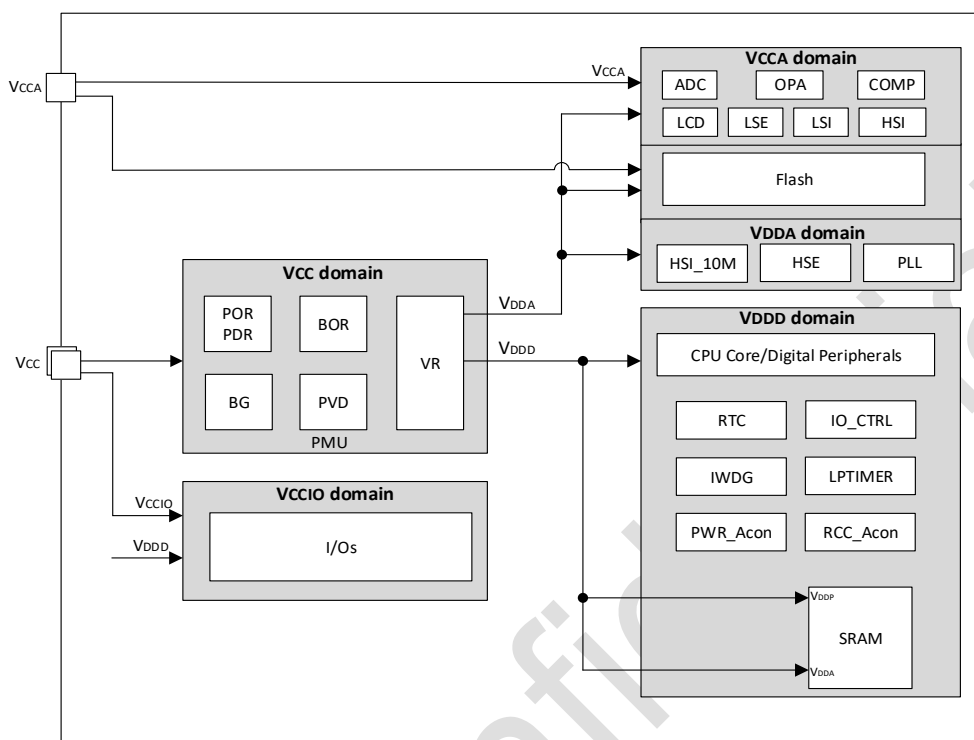 VCCA
VCCA
VCCA domain
ADC
OPA
COMP
LCD
LSE
LSI
HSI
Flash
VDDA domain
HSI_10M
HSE
PLL
VCC
VCC domain
POR
PDR
BOR
BG
PVD
VR
PMU
VDDA
VDDD
VCCIO
VDDD
VCCIO domain
I/Os
VDDD domain
CPU Core/Digital Peripherals
RTC
IO_CTRL
IWDG
LPTIMER
PWR_Acon
RCC_Acon
VDDP
SRAM
VDDA